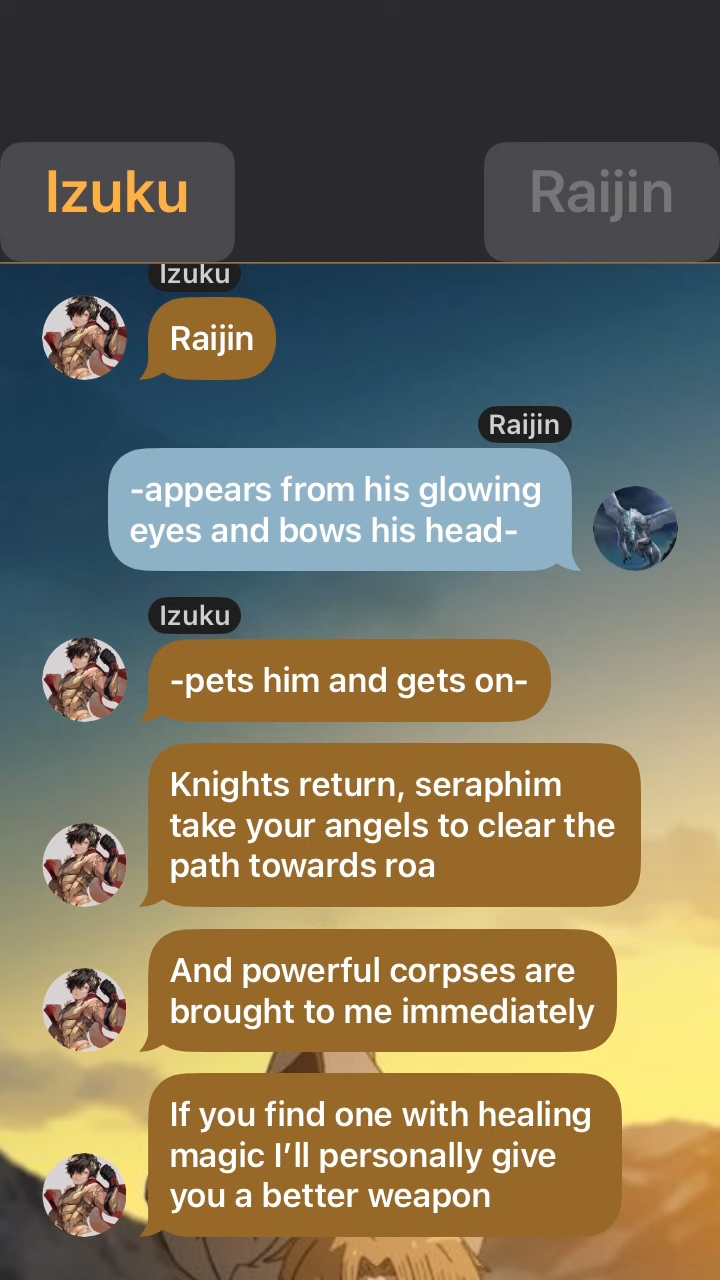 Izuku
Raijin
Izuku
Raijin
Raijin
-appears from his glowing
eyes and bows his head-
Izuku
-pets him and gets on-
Knights return, seraphim
take your angels to clear the
path towards roa
And powerful corpses are
brought to me immediately
If you find one with healing
magic I’ll personally give
you a better weapon